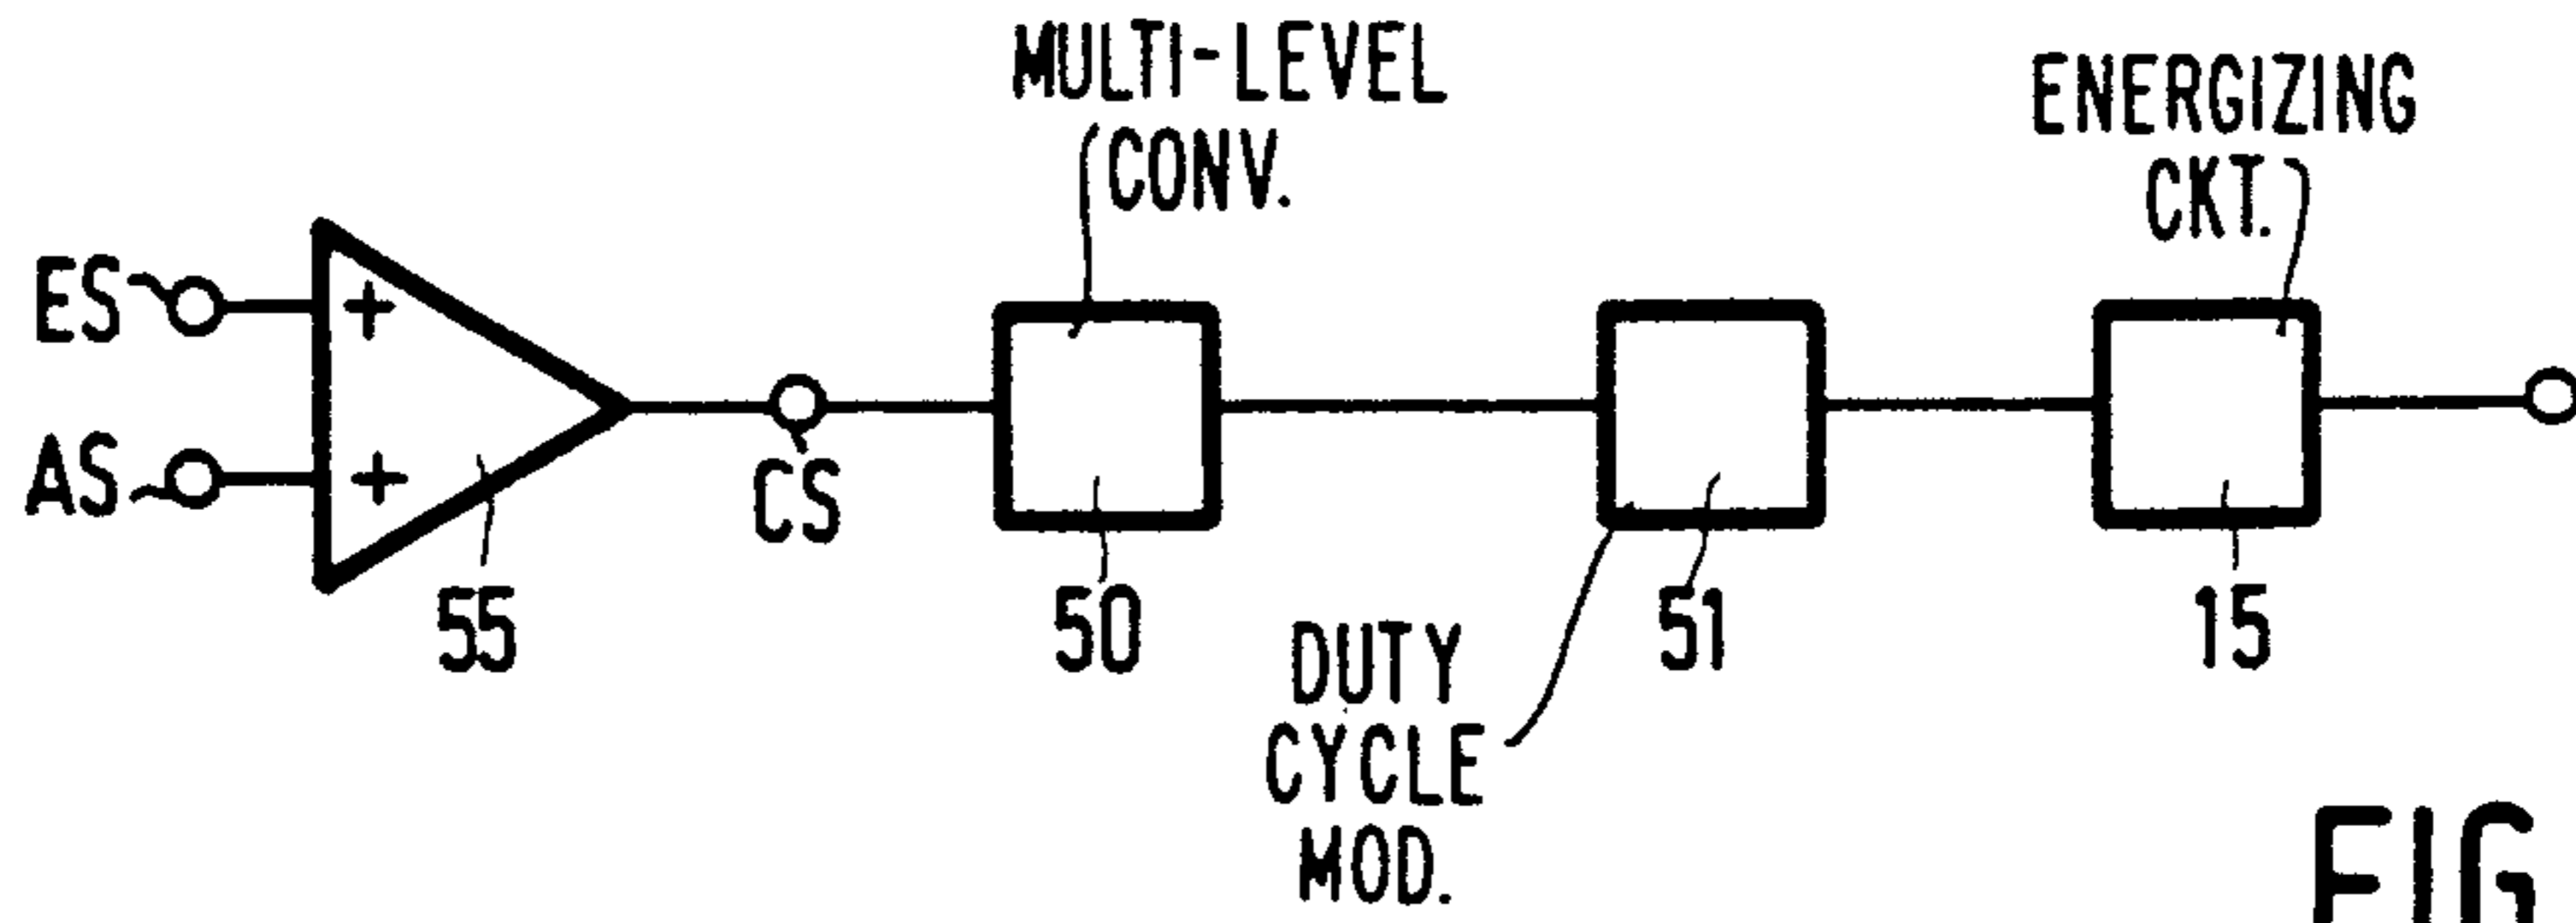 MULTI-LEVEL
CONV.
ENERGIZING
CKT.
ES
+
AS
+
CS
55
50
51
15
DUTY
CYCLE
MOD.
FIG